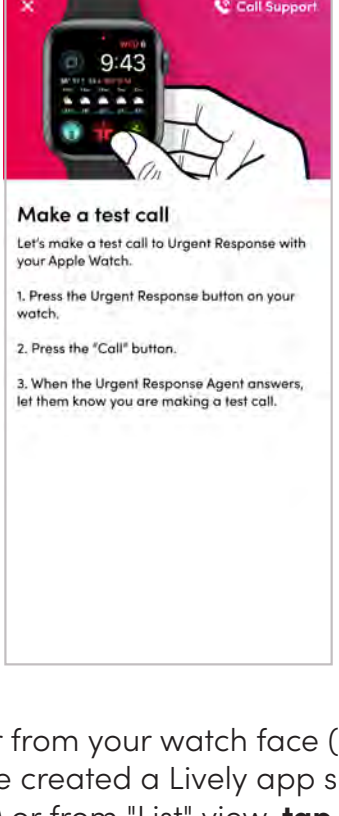 Call Support
WED 6
9:43
Make a test call
Let's make a test call to Urgent Response with
your Apple Watch.
1. Press the Urgent Response button on your
watch.
2. Press the "Call" button.
3. When the Urgent Response Agent answers,
let them know you are making a test call.
from your watch face (
e created a Lively app s
or from "List" view, tap